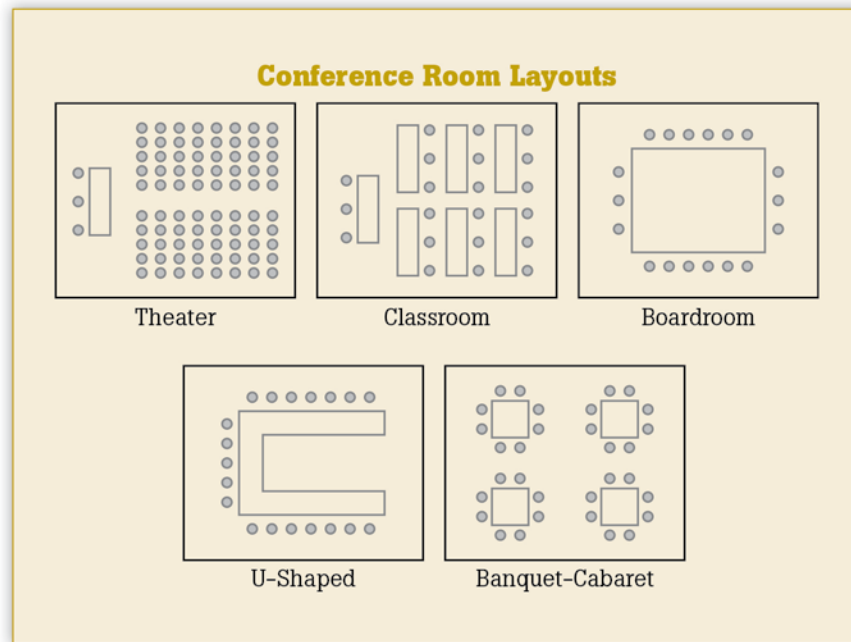 Conference Room Layouts
Theater
Classroom
Boardroom
U-Shaped
Banquet-Cabaret